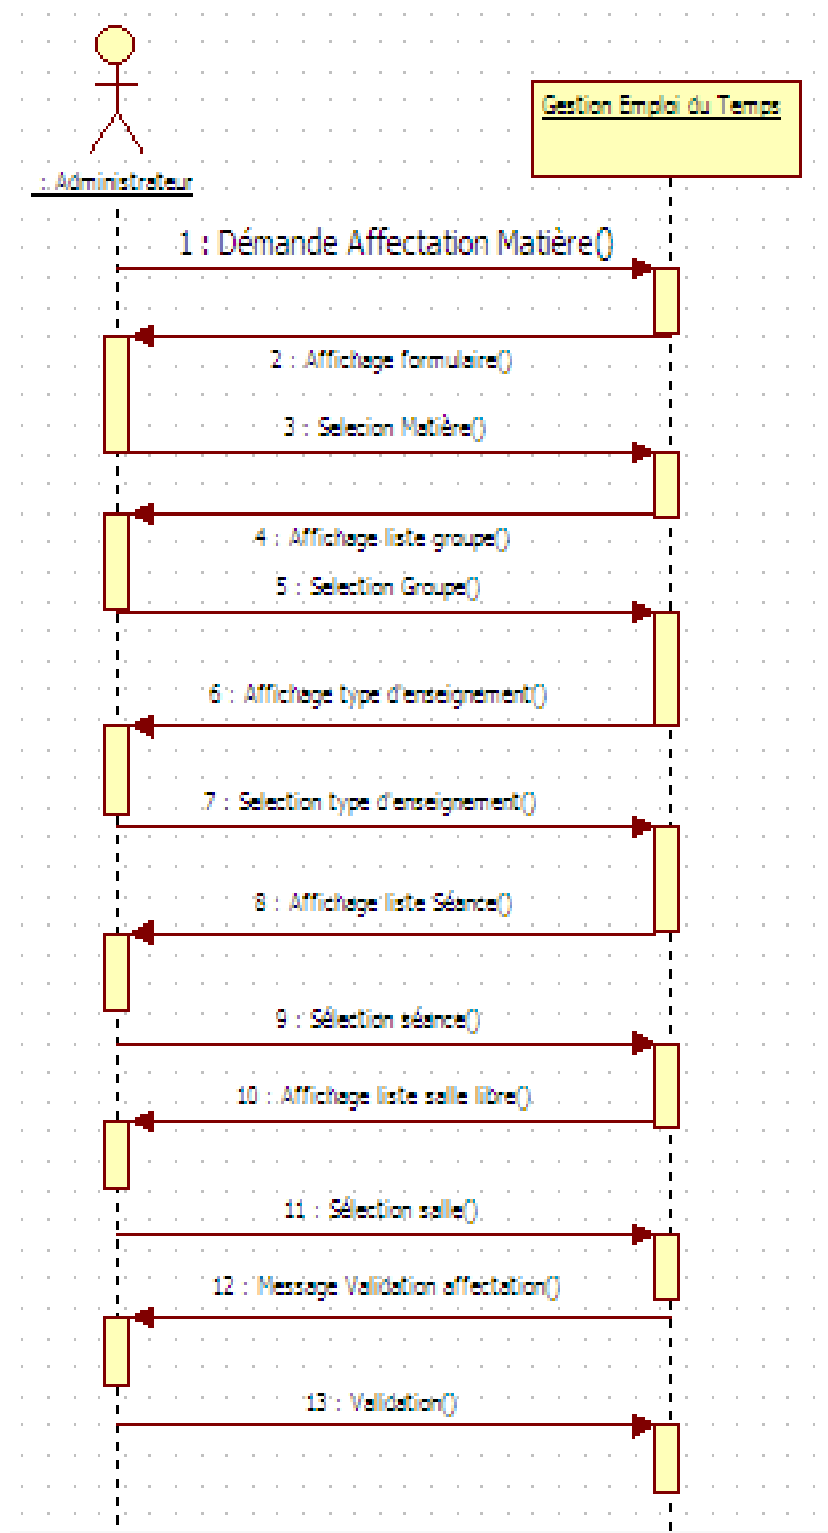 Gestion Emploi du Temps
: Administrateur
1 : Démande Affectation Matière()
2 : Affichage formulaire()
3 : Selecion Matière()
4 : Affichage liste groupe()
5 : Selection Groupe()
6 : Affichage type d'enseignement()
7 : Selection type d'enseignement()
8 : Affichage liste Séance()
9 : Sélection séance()
10 : Affichage liste salle libre()
11 : Sélection salle()
12 : Message Validation affectation()
13 : Validation()